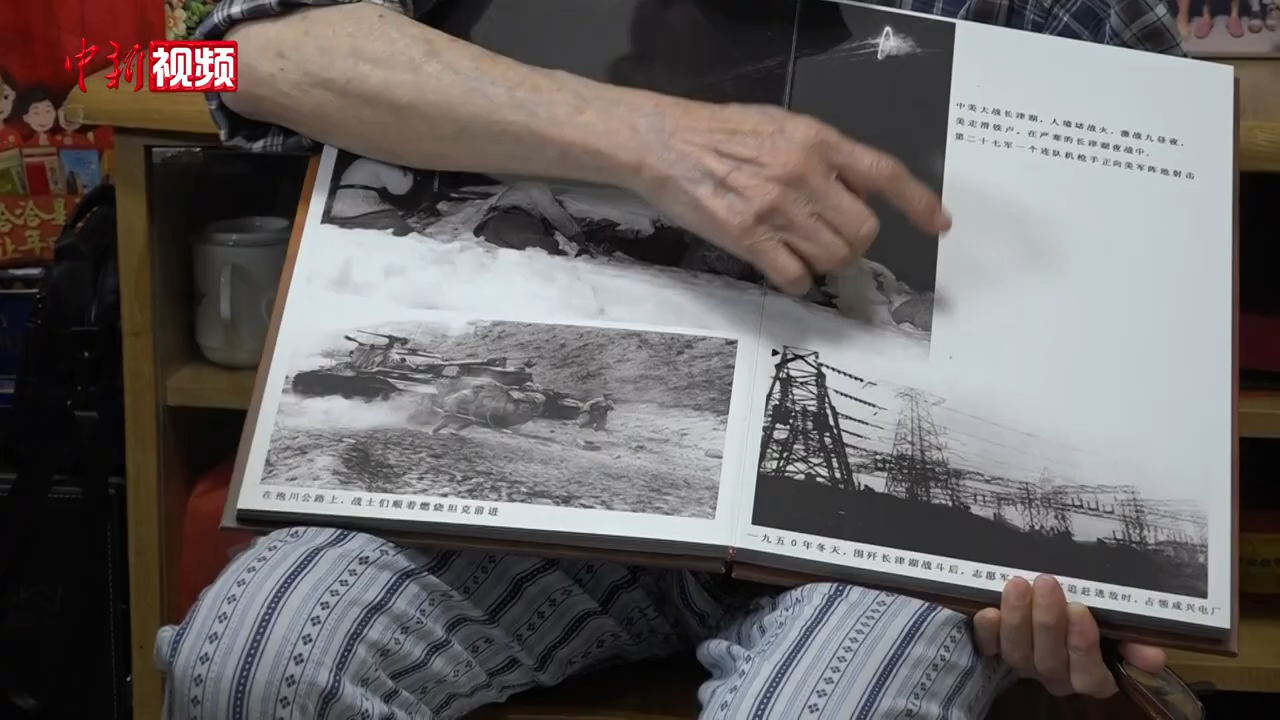 中新视频
中美大战长津湖，人墙堵战火，激战九昼夜，
美走滑铁卢。在严寒的长津湖夜战中，
第二十七军一个连队机枪手正向美军阵地射击
在抱川公路上，战士们顺着燃烧坦克前进
一九五0年冬天，围歼长津湖战斗后，志愿军 追赶逃敌时，占领咸兴电厂